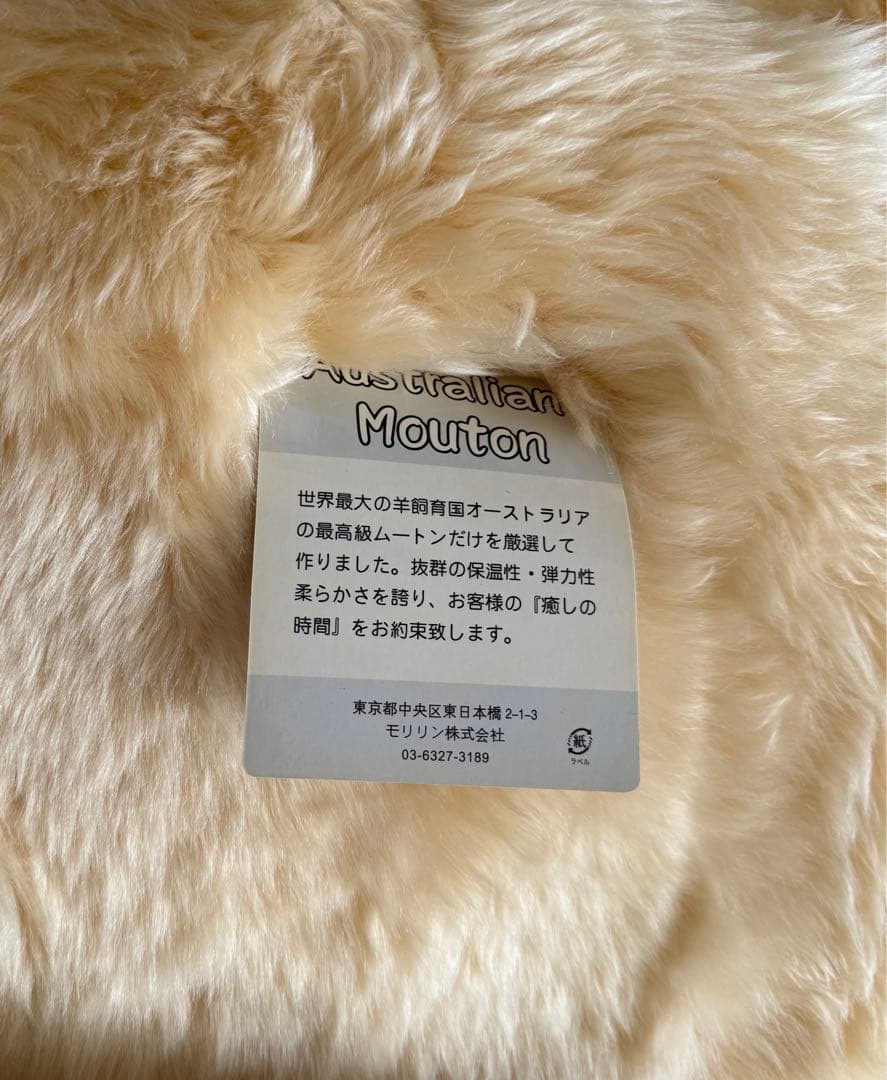 Australian
Mouton
世界最大の羊飼育国オーストラリア
の最高級ムートンだけを厳選して
作りました。抜群の保温性・弾力性
柔らかさを誇り、お客様の『癒しの
時間』をお約束致します。
東京都中央区東日本橋2-1-3
モリリン株式会社
03-6327-3189
紙
ラベル